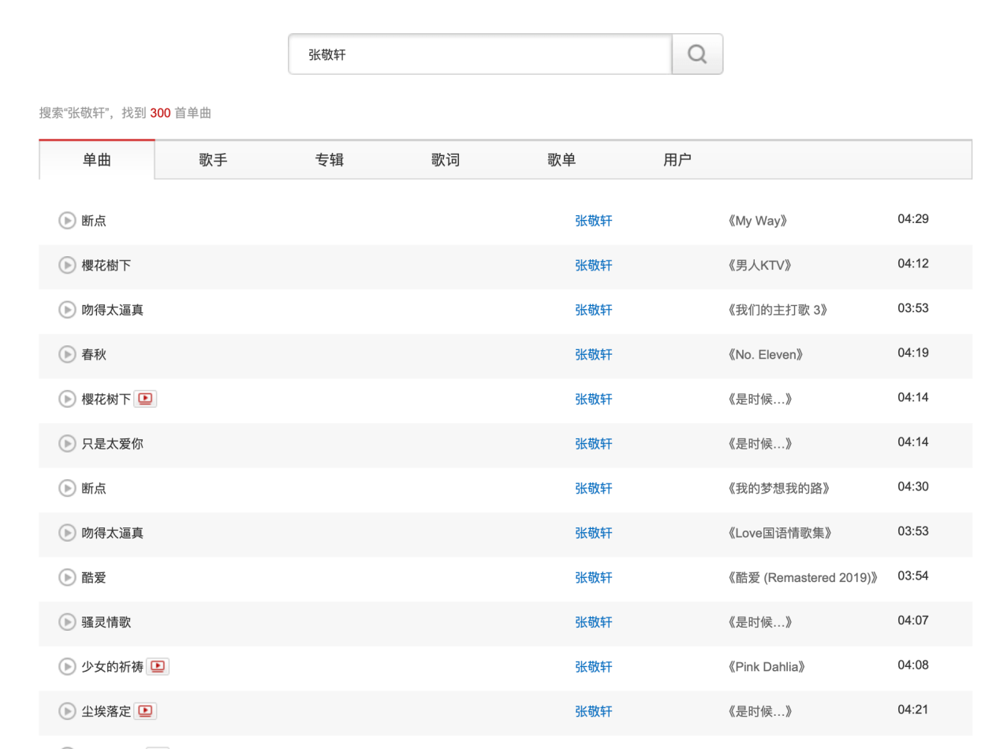 张敬轩
搜索“张敬轩”，找到 300 首单曲
单曲 歌手 专辑 歌词 歌单 用户
断点 张敬轩 《My Way》 04:29
樱花樹下 张敬轩 《男人KTV》 04:12
吻得太逼真 张敬轩 《我们的主打歌 3》 03:53
春秋 张敬轩 《No. Eleven》 04:19
樱花树下 张敬轩 《是时候…》 04:14
只是太爱你 张敬轩 《是时候…》 04:14
断点 张敬轩 《我的梦想我的路》 04:30
吻得太逼真 张敬轩 《Love国语情歌集》 03:53
酷爱 张敬轩 《酷爱 (Remastered 2019)》 03:54
骚灵情歌 张敬轩 《是时候…》 04:07
少女的祈祷 张敬轩 《Pink Dahlia》 04:08
尘埃落定 张敬轩 《是时候…》 04:21